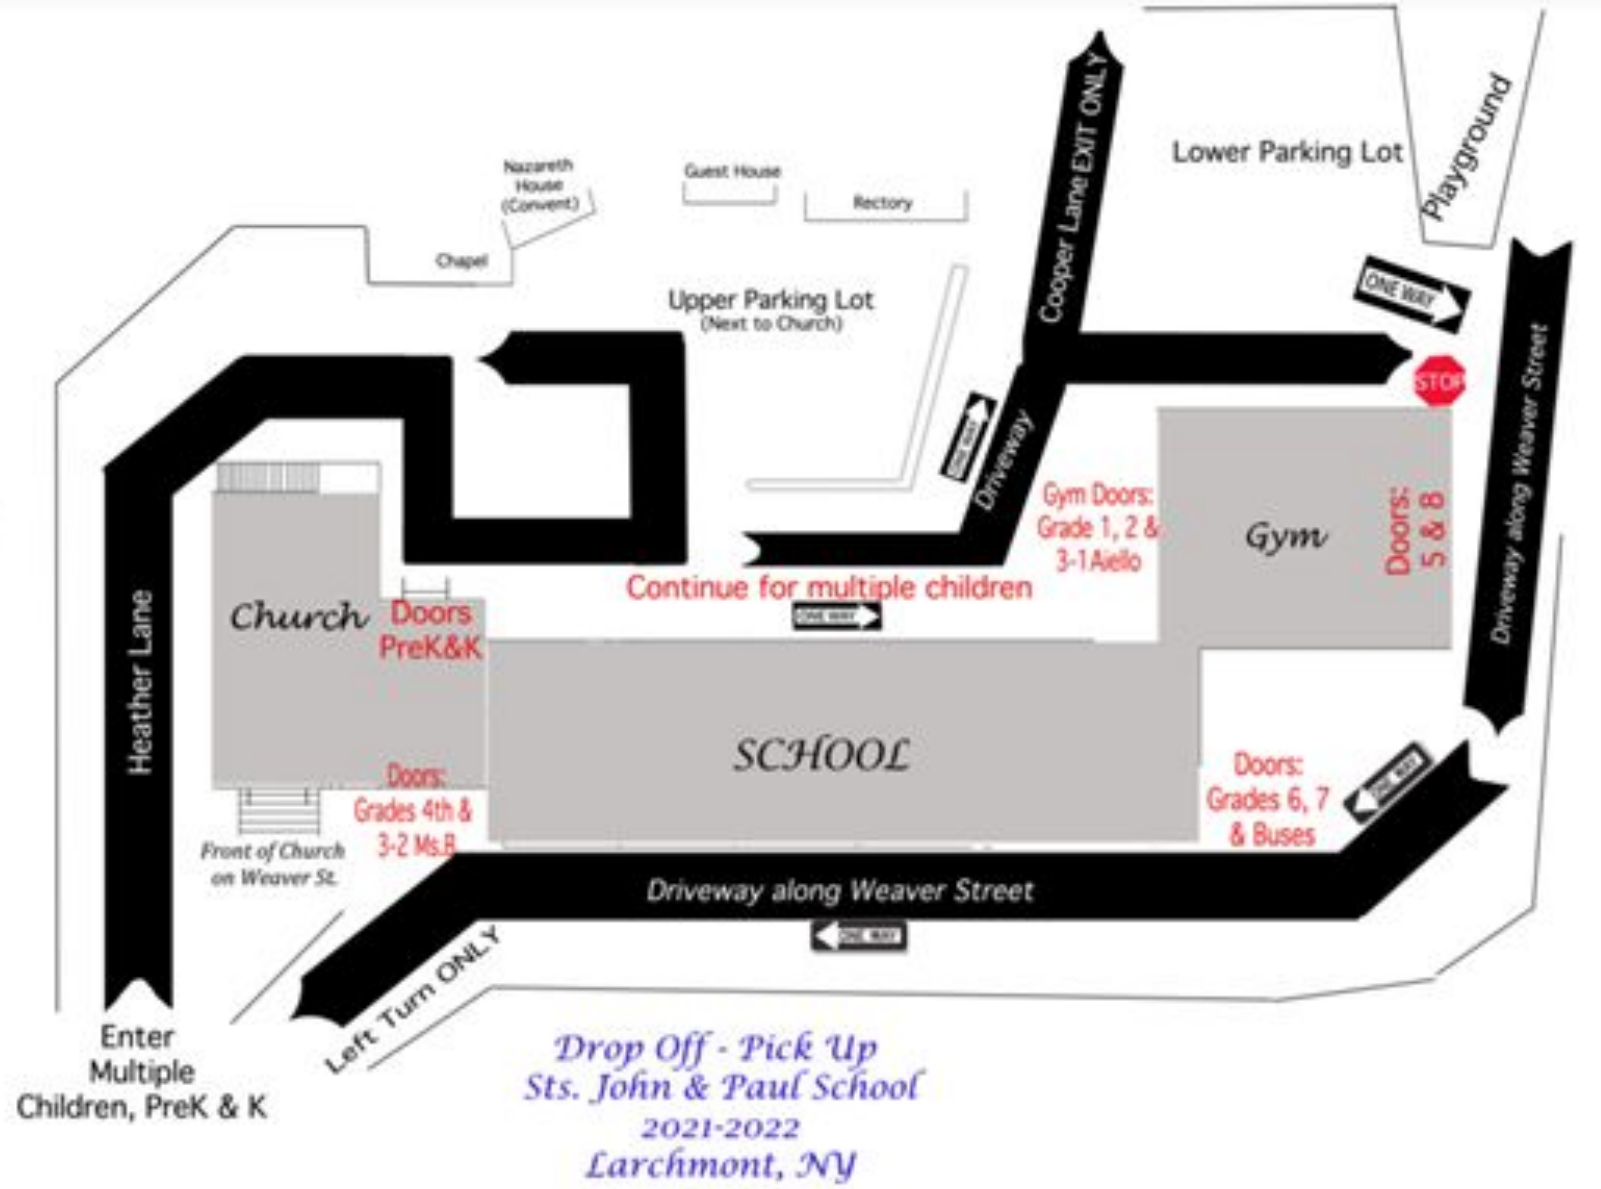 Cooper Lane EXIT ONLY
Lower Parking Lot
Playground
Nazareth
House
(Convent)
Guest House
Rectory
Chapel
Upper Parking Lot
(Next to Church)
ONE WAY
STOP
Driveway along Weaver Street
ONE WAY
Driveway
Gym Doors:
Grade 1, 2 &
3-1Aiello
Gym
Doors:
5 & 8
Continue for multiple children
ONE WAY
Church
Doors
PreK&K
Heather Lane
SCHOOL
Doors:
Grades 4th &
3-2 Ms.B
Doors:
Grades 6, 7
& Buses
ONE WAY
Front of Church
on Weaver St.
Driveway along Weaver Street
ONE WAY
Left Turn ONLY
Enter
Multiple
Children, PreK & K
Drop Off - Pick Up
Sts. John & Paul School
2021-2022
Larchmont, NY